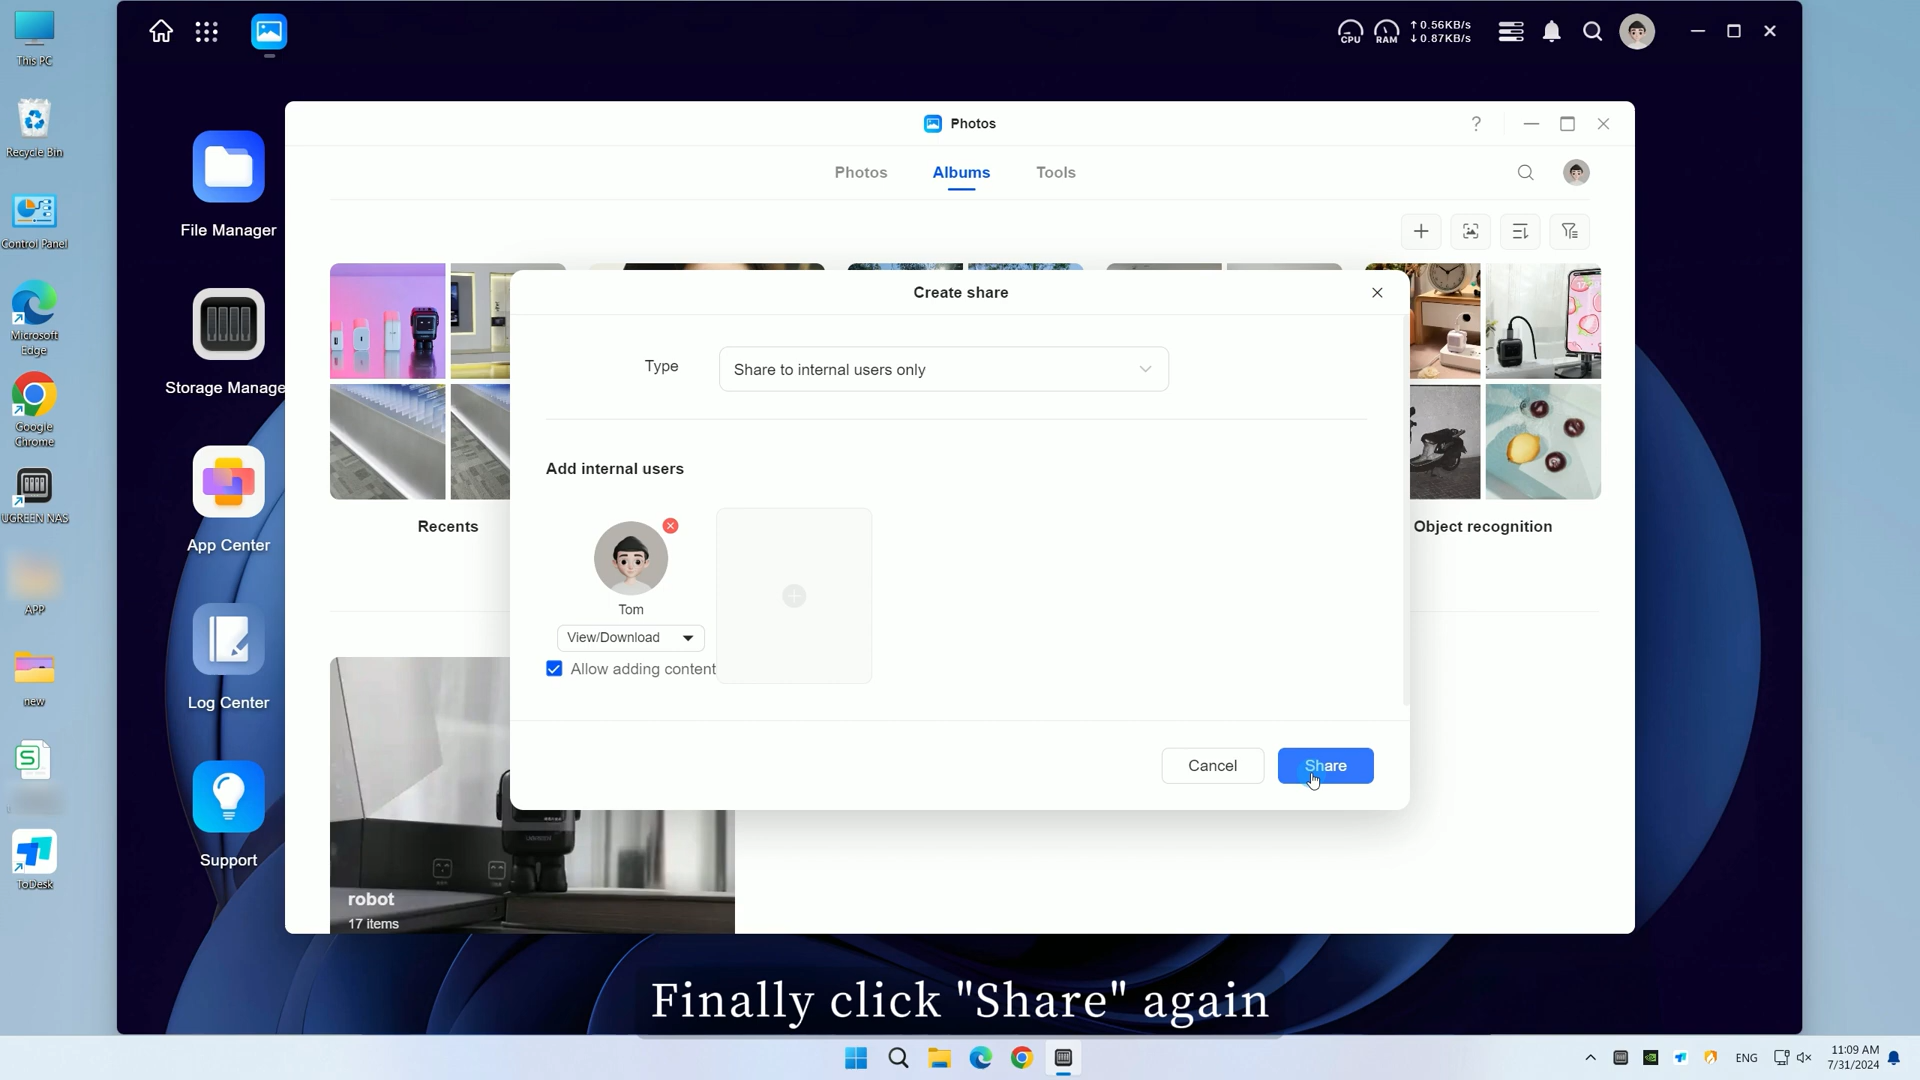 This PC
Recycle Bin
Control Panel
Microsoft
Edge
Google
Chrome
UGREEN NAS
APP
new
ToDesk
CPU
RAM
↑ 0.56KB/s
↓ 0.87KB/s
File Manager
Storage Manage
App Center
Log Center
Support
Photos
?
Photos
Albums
Tools
Recents
Object recognition
robot
17 items
Create share
Type
Share to internal users only
Add internal users
Tom
View/Download
Allow adding content
Cancel
Share
Finally click "Share" again
ENG
11:09 AM
7/31/2024